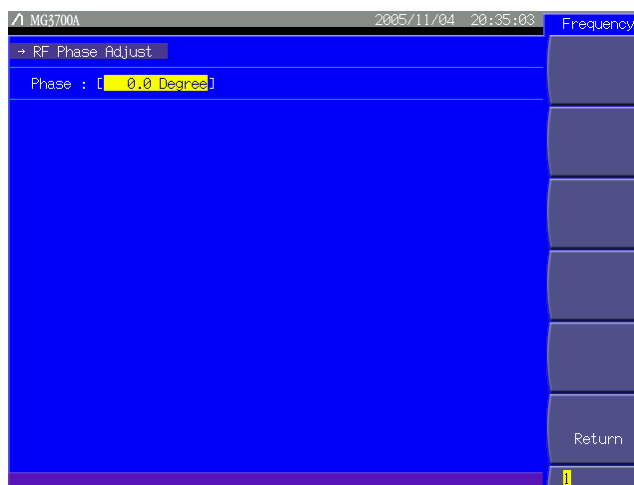 MG3700A 2005/11/04 20:35:03 Frequency
→ RF Phase Adjust
Phase : [ 0.0 Degree]
Return
1